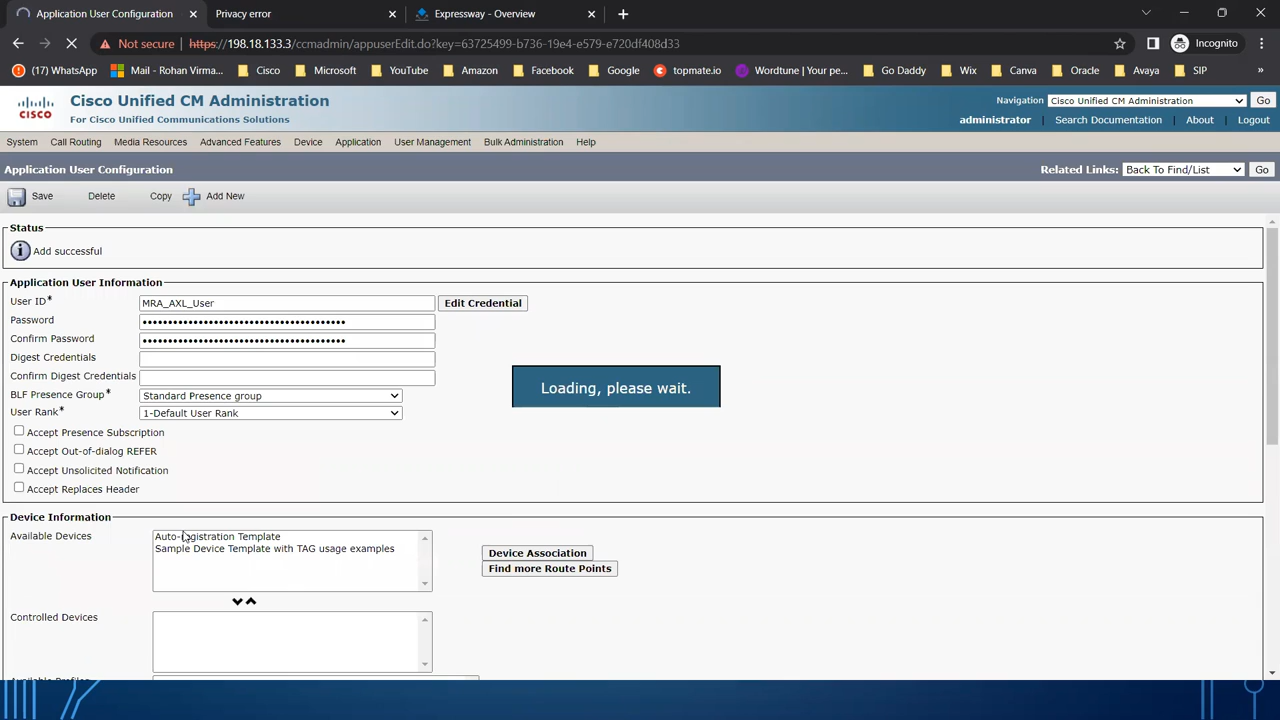 Application User Configuration
Privacy error
Expressway - Overview
Not secure https://198.18.133.3/ccmadmin/appuserEdit.do?key=63725499-b736-19e4-e579-e720df408d33
Incognito
(17) WhatsApp Mail - Rohan Virma... Cisco Microsoft YouTube Amazon Facebook Google topmate.io Wordtune | Your pe... Go Daddy Wix Canva Oracle Avaya SIP
CISCO
Cisco Unified CM Administration
For Cisco Unified Communications Solutions
Navigation Cisco Unified CM Administration Go
administrator Search Documentation About Logout
System Call Routing Media Resources Advanced Features Device Application User Management Bulk Administration Help
Application User Configuration
Related Links: Back To Find/List Go
Save Delete Copy Add New
Status
Add successful
Application User Information
User ID* MRA_AXL_User Edit Credential
Password
Confirm Password
Digest Credentials
Confirm Digest Credentials
BLF Presence Group* Standard Presence group
User Rank* 1-Default User Rank
Loading, please wait.
Accept Presence Subscription
Accept Out-of-dialog REFER
Accept Unsolicited Notification
Accept Replaces Header
Device Information
Available Devices
Auto-registration Template
Sample Device Template with TAG usage examples
Device Association
Find more Route Points
Controlled Devices
Available Profiles